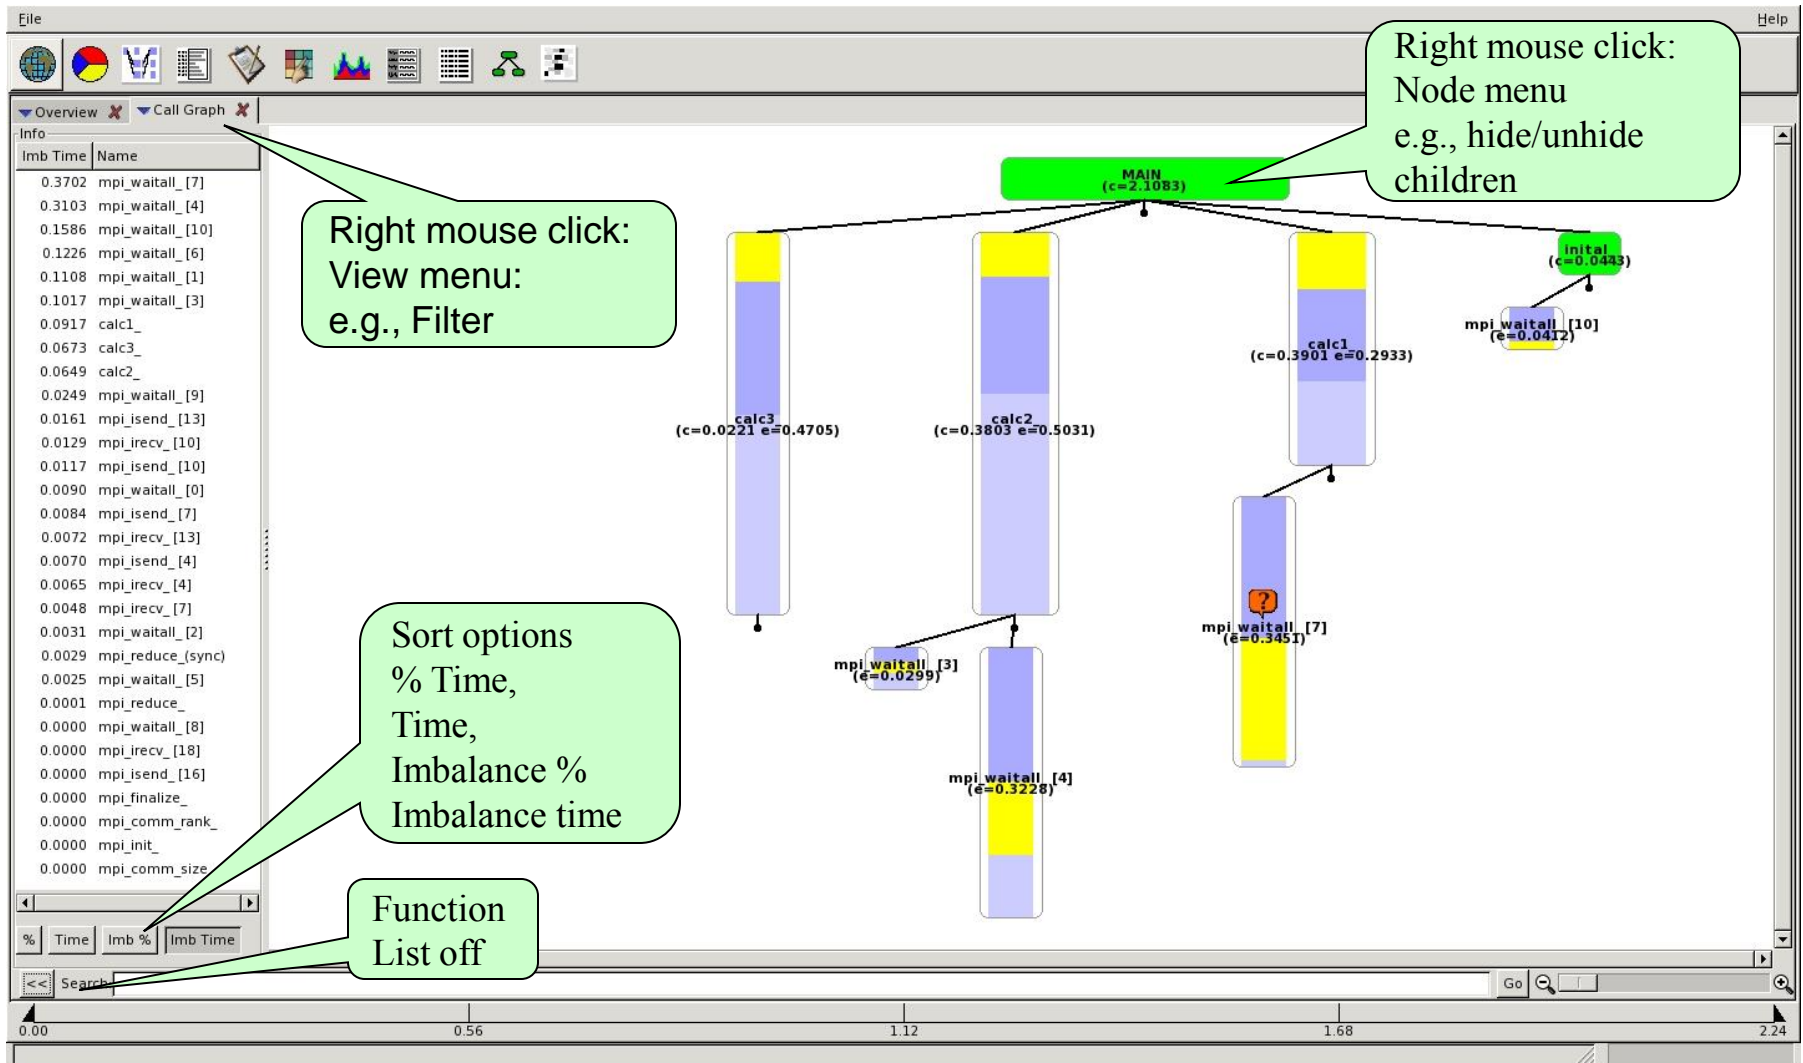 File
Help
Overview
Call Graph
Info
Imb Time Name
0.3702 mpi_waitall_ [7]
0.3103 mpi_waitall_ [4]
0.1586 mpi_waitall_ [10]
0.1226 mpi_waitall_ [6]
0.1108 mpi_waitall_ [1]
0.1017 mpi_waitall_ [3]
0.0917 calc1_
0.0673 calc3_
0.0649 calc2_
0.0249 mpi_waitall_ [9]
0.0161 mpi_isend_ [13]
0.0129 mpi_irecv_ [10]
0.0117 mpi_isend_ [10]
0.0090 mpi_waitall_ [0]
0.0084 mpi_isend_ [7]
0.0072 mpi_irecv_ [13]
0.0070 mpi_isend_ [4]
0.0065 mpi_irecv_ [4]
0.0048 mpi_irecv_ [7]
0.0031 mpi_waitall_ [2]
0.0029 mpi_reduce_(sync)
0.0025 mpi_waitall_ [5]
0.0001 mpi_reduce_
0.0000 mpi_waitall_ [8]
0.0000 mpi_irecv_ [18]
0.0000 mpi_isend_ [16]
0.0000 mpi_finalize_
0.0000 mpi_comm_rank_
0.0000 mpi_init_
0.0000 mpi_comm_size_
% Time Imb % Imb Time
<< Search:
Go
0.00 0.56 1.12 1.68 2.24
Right mouse click:
View menu:
e.g., Filter
Right mouse click:
Node menu
e.g., hide/unhide
children
Sort options
% Time,
Time,
Imbalance %
Imbalance time
Function
List off
MAIN_
(c=2.1083)
calc3_
(c=0.0221 e=0.4705)
calc2_
(c=0.3803 e=0.5031)
calc1_
(c=0.3901 e=0.2933)
inital_
(c=0.0443)
mpi_waitall_[10]
(e=0.0412)
?
mpi_waitall_[7]
(e=0.3451)
mpi_waitall_[3]
(e=0.0299)
mpi_waitall_[4]
(e=0.3228)